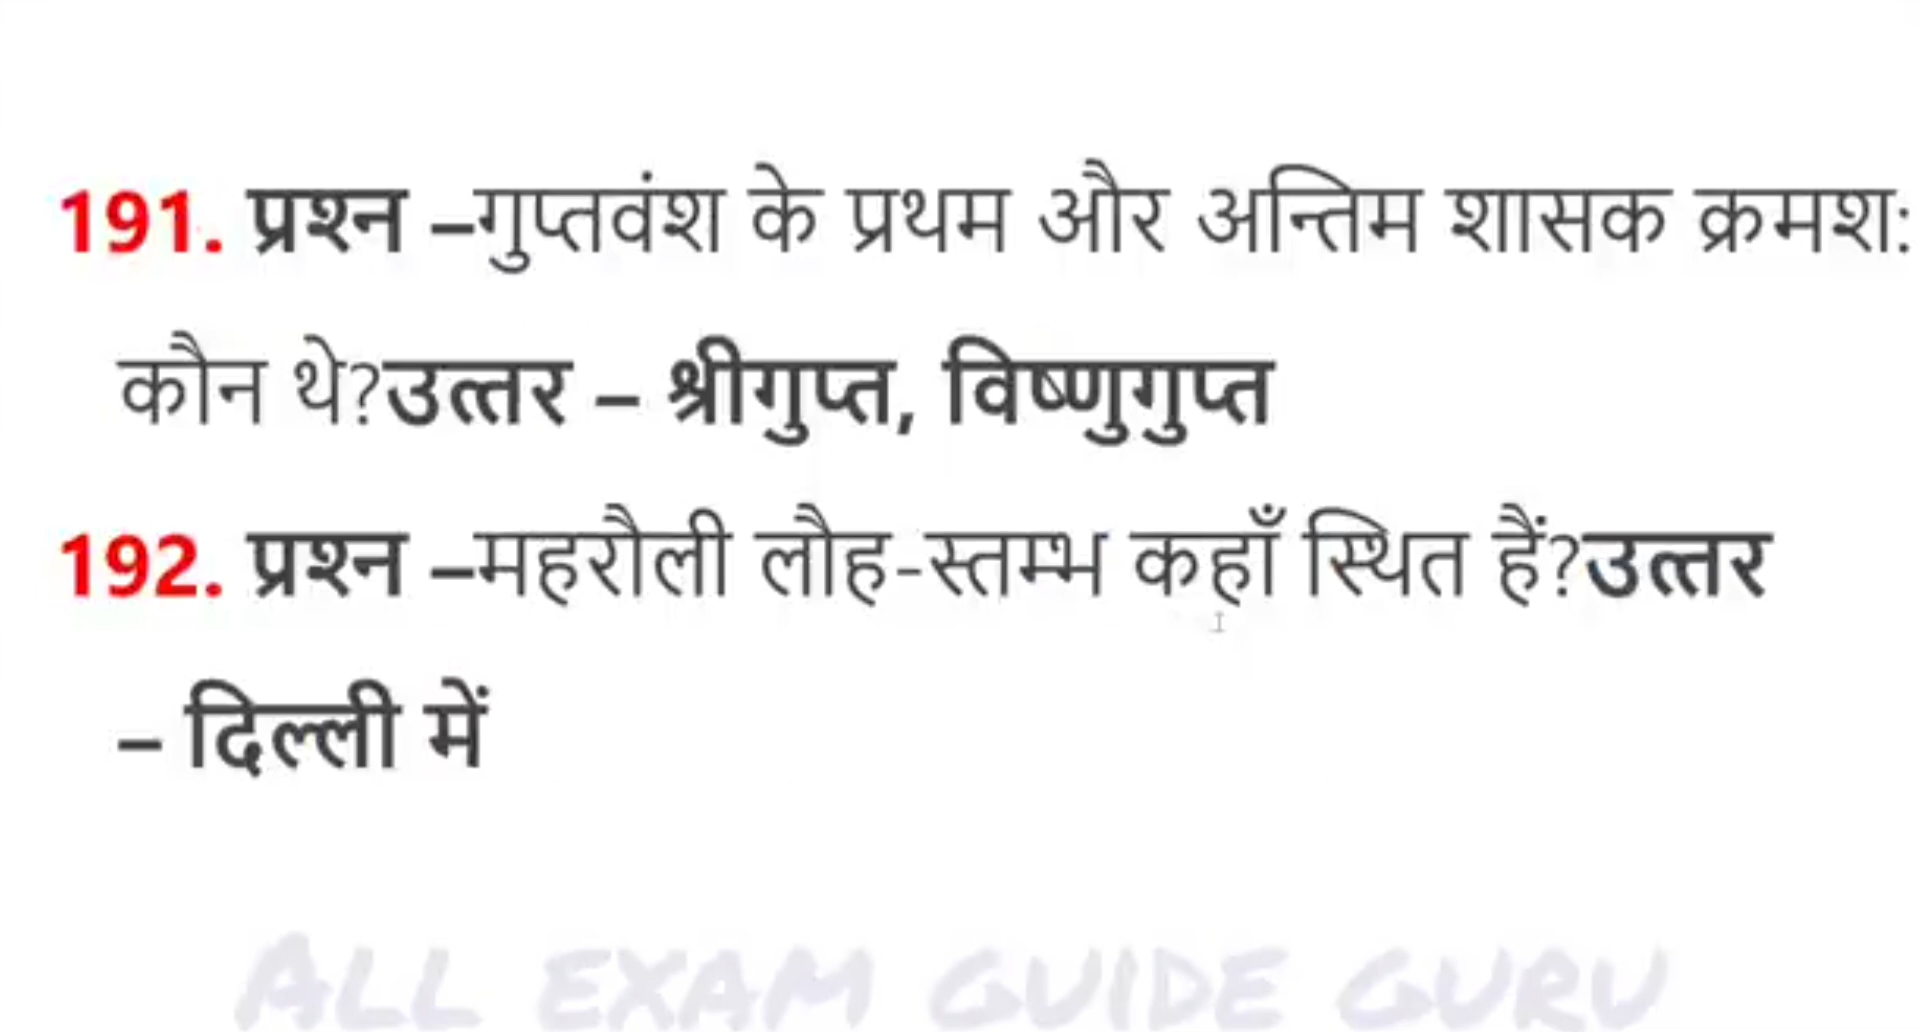 191. प्रश्न –गुप्तवंश के प्रथम और अन्तिम शासक क्रमश:
कौन थे?उत्तर – श्रीगुप्त, विष्णुगुप्त
192. प्रश्न –महरौली लौह-स्तम्भ कहाँ स्थित हैं?उत्तर
– दिल्ली में
ALL EXAM GUIDE GURU